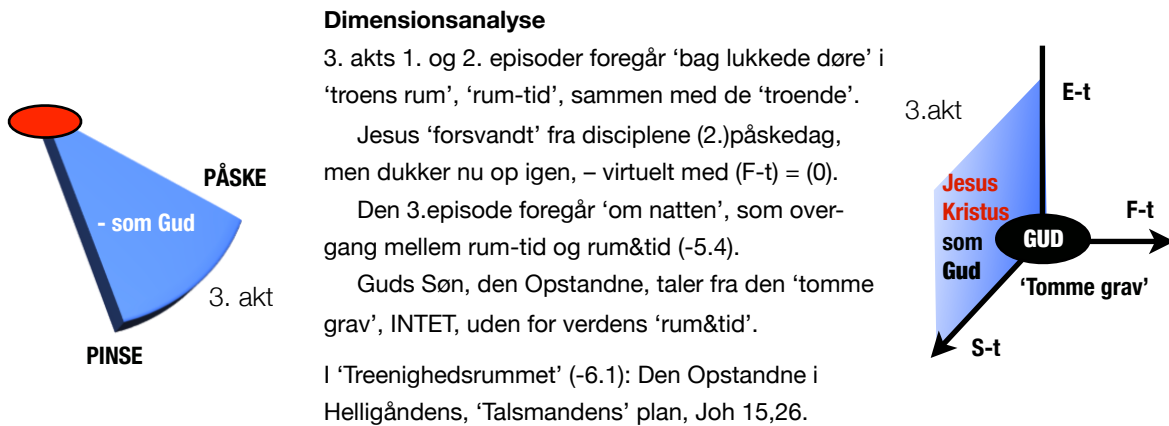 PÅSKE
- som Gud
3. akt
PINSE
Dimensionsanalyse
3. akts 1. og 2. episoder foregår ‘bag lukkede døre’ i
‘troens rum’, ‘rum-tid’, sammen med de ‘troende’.
Jesus ‘forsvandt’ fra disciplene (2.)påskedag,
men dukker nu op igen, – virtuelt med (F-t) = (0).
Den 3.episode foregår ‘om natten’, som over-
gang mellem rum-tid og rum&tid (-5.4).
Guds Søn, den Opstandne, taler fra den ‘tomme
grav’, INTET, uden for verdens ‘rum&tid’.
I ‘Treenighedsrummet’ (-6.1): Den Opstandne i
Helligåndens, ‘Talsmandens’ plan, Joh 15,26.
3.akt
E-t
Jesus
Kristus
som
Gud
GUD
F-t
‘Tomme grav’
S-t